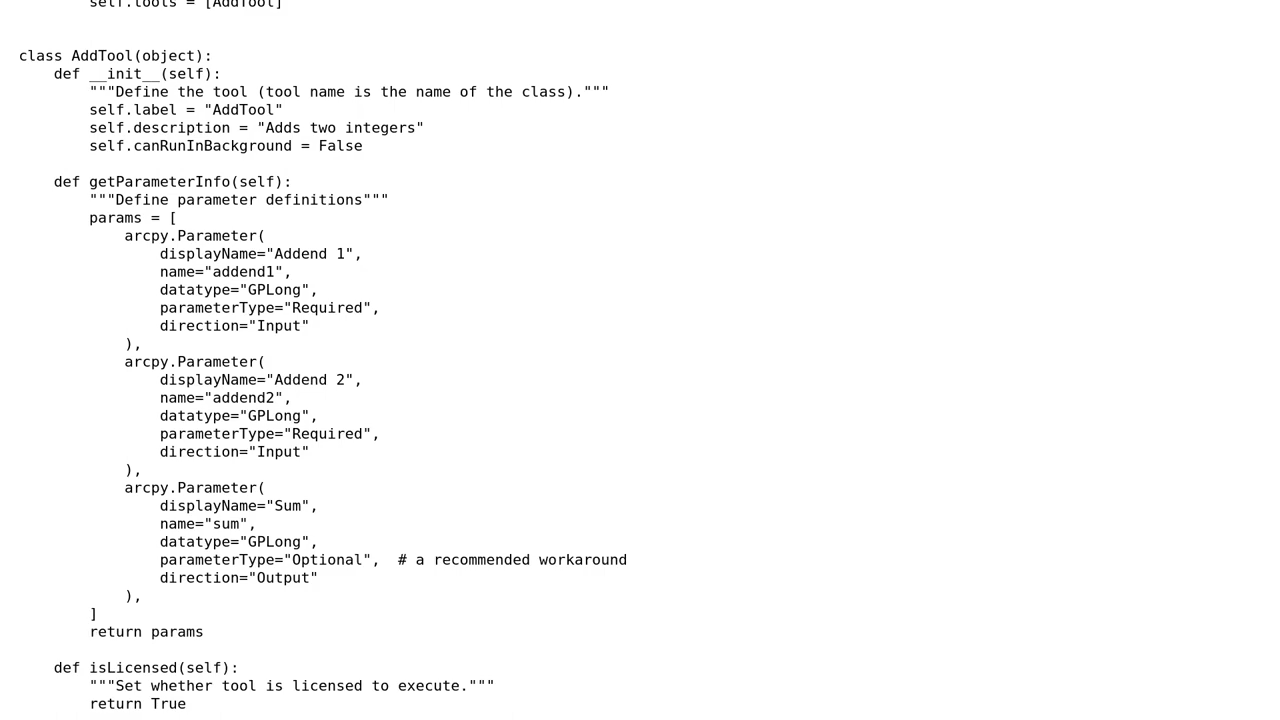 self.tools = [AddTool]
class AddTool(object):
    def __init__(self):
        """Define the tool (tool name is the name of the class)."""
        self.label = "AddTool"
        self.description = "Adds two integers"
        self.canRunInBackground = False
    def getParameterInfo(self):
        """Define parameter definitions"""
        params = [
            arcpy.Parameter(
                displayName="Addend 1",
                name="addend1",
                datatype="GPLong",
                parameterType="Required",
                direction="Input"
            ),
            arcpy.Parameter(
                displayName="Addend 2",
                name="addend2",
                datatype="GPLong",
                parameterType="Required",
                direction="Input"
            ),
            arcpy.Parameter(
                displayName="Sum",
                name="sum",
                datatype="GPLong",
                parameterType="Optional",  # a recommended workaround
                direction="Output"
            ),
        ]
        return params
    def isLicensed(self):
        """Set whether tool is licensed to execute."""
        return True